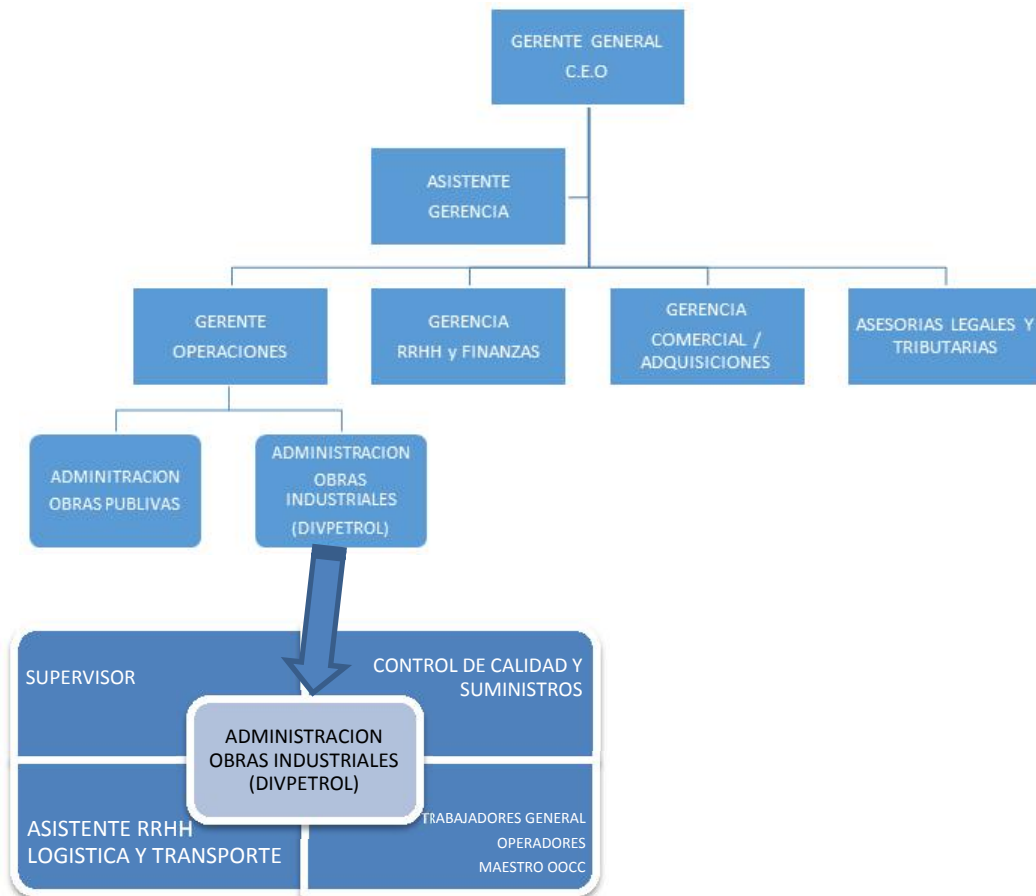 GERENTE GENERAL
C.E.O
ASISTENTE
GERENCIA
GERENTE
OPERACIONES
GERENCIA
RRHH y FINANZAS
GERENCIA
COMERCIAL /
ADQUISICIONES
ASESORIAS LEGALES Y
TRIBUTARIAS
ADMINITRACION
OBRAS PUBLIVAS
ADMINISTRACION
OBRAS
INDUSTRIALES
(DIVPETROL)
SUPERVISOR
CONTROL DE CALIDAD Y
SUMINISTROS
ADMINISTRACION
OBRAS INDUSTRIALES
(DIVPETROL)
ASISTENTE RRHH
LOGISTICA Y TRANSPORTE
TRABAJADORES GENERAL
OPERADORES
MAESTRO OOCC